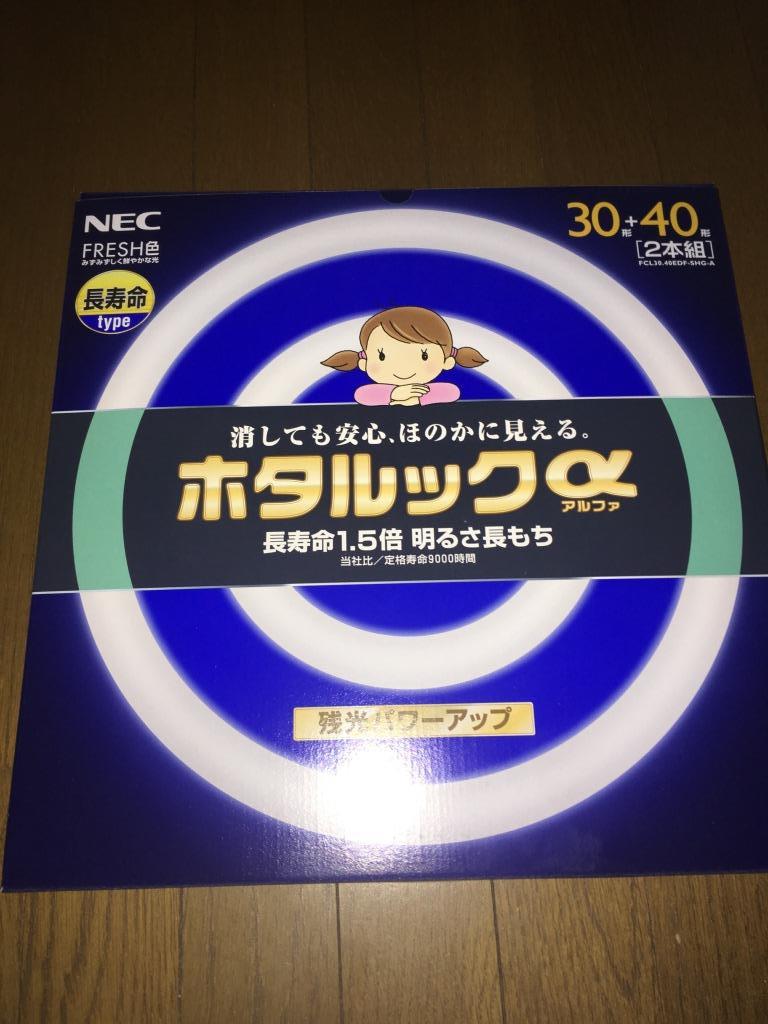 NEC
FRESH色
みずみずしく鮮やかな光
長寿命
type
30形+40形
[2本組]
FCL30.40EDF-SHG-A
消しても安心、ほのかに見える。
ホタルックα
アルファ
長寿命1.5倍 明るさ長もち
当社比/定格寿命9000時間
残光パワーアップ